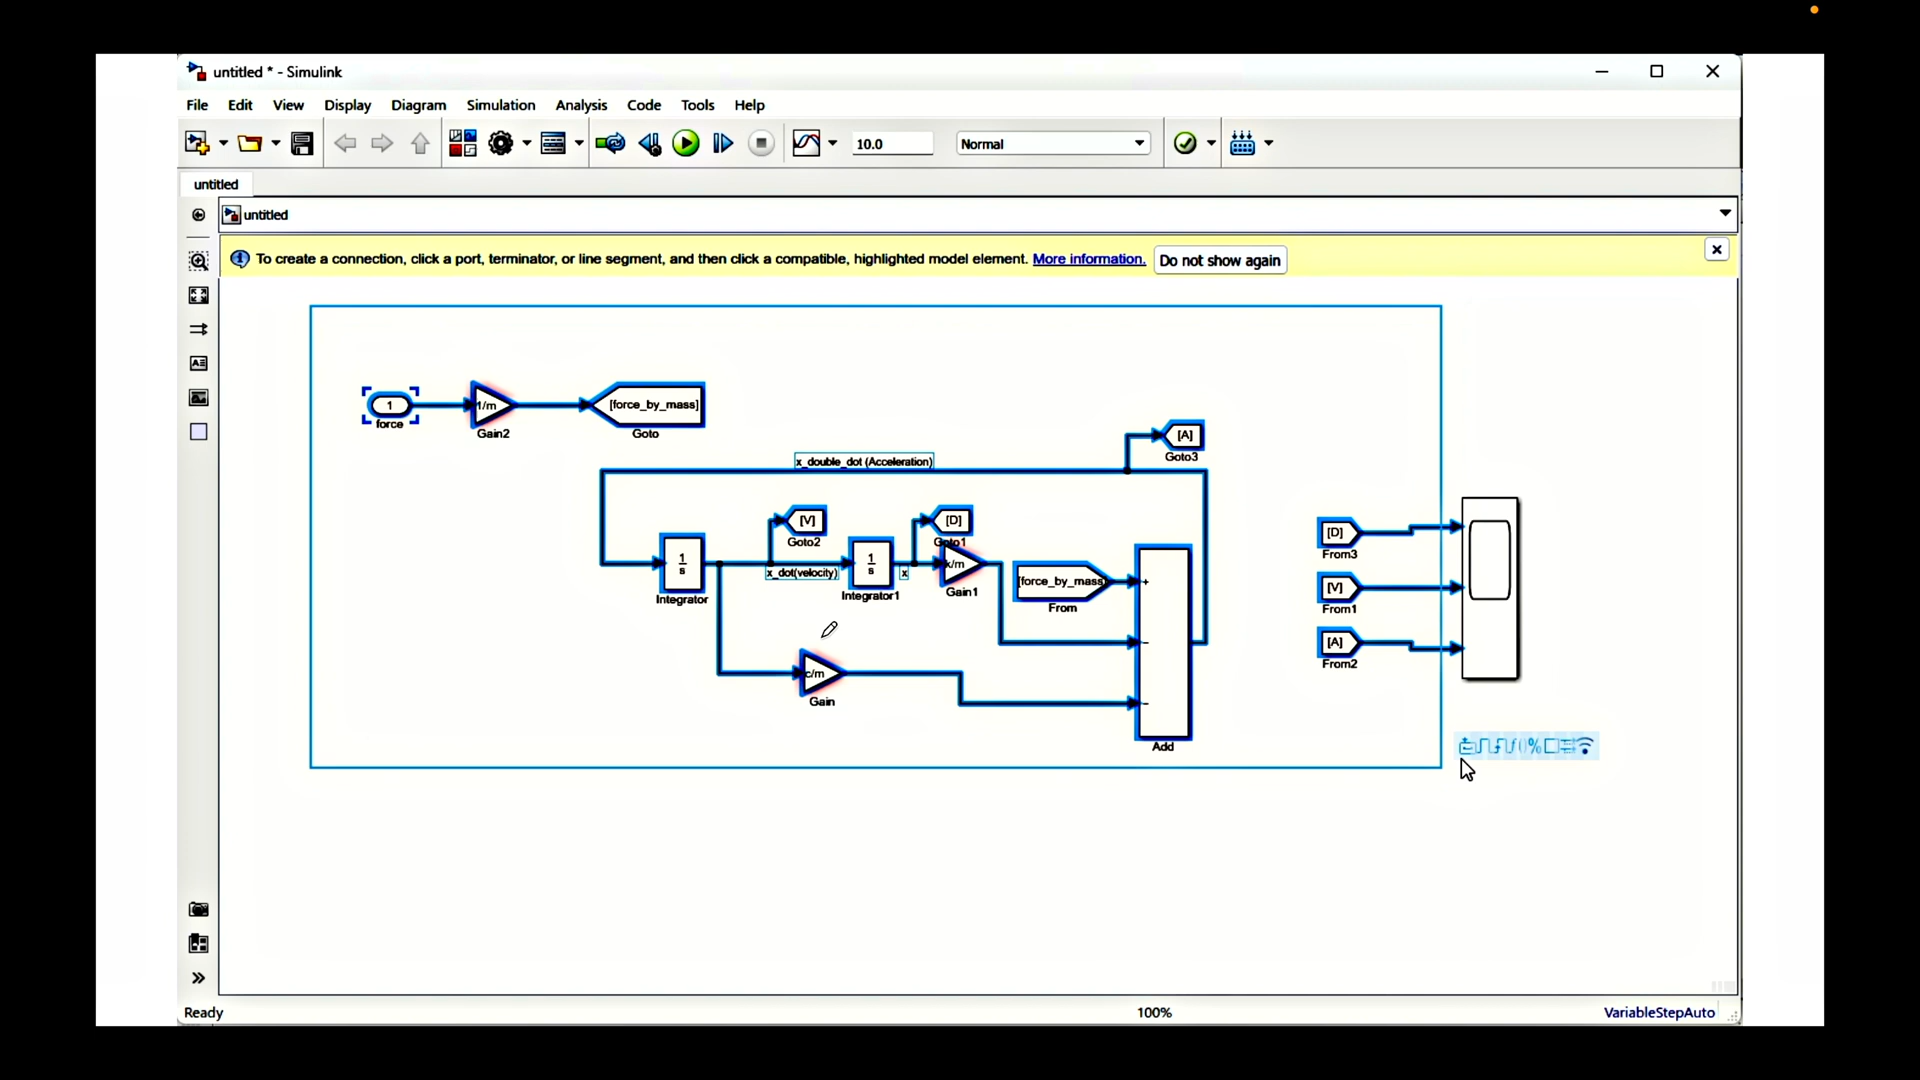 untitled * - Simulink
File Edit View Display Diagram Simulation Analysis Code Tools Help
10.0 Normal
untitled
untitled
To create a connection, click a port, terminator, or line segment, and then click a compatible, highlighted model element. More information. Do not show again
1
force
1/m
Gain2
[force_by_mass]
Goto
[A]
Goto3
x_double_dot (Acceleration)
[V]
Goto2
[D]
Goto1
1
s
Integrator
x_dot(velocity)
1
s
Integrator1
x
k/m
Gain1
[force_by_mass]
From
+
-
-
Add
c/m
Gain
[D]
From3
[V]
From1
[A]
From2
Ready 100% VariableStepAuto